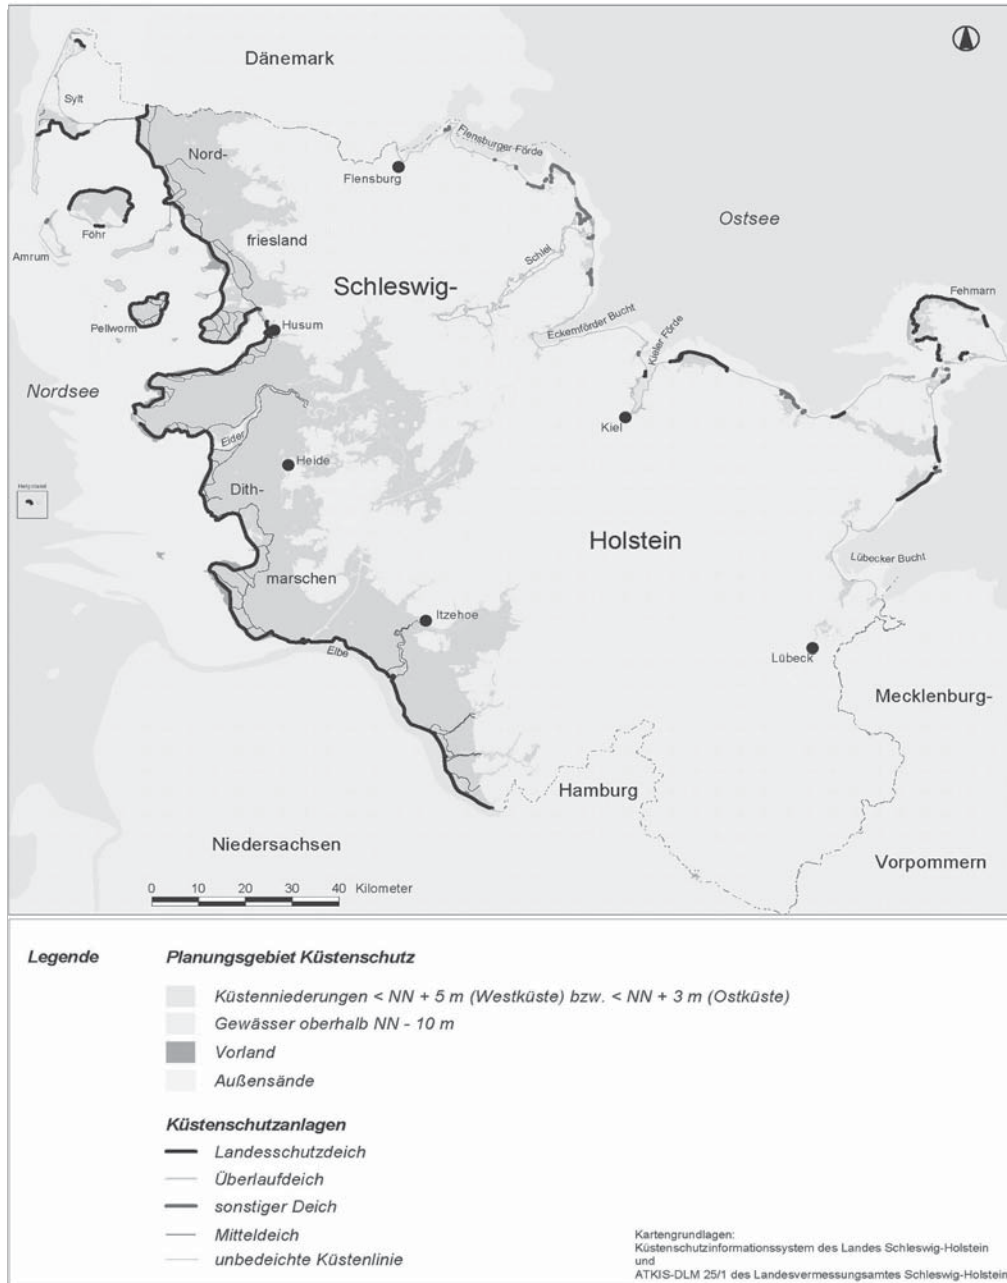 Dänemark
Sylt
Nord-
Flensburger Förde
Flensburg
Ostsee
Föhr
friesland
Amrum
Schlei
Schleswig-
Fehmarn
Eckernförder Bucht
Pellworm
Husum
Kieler Förde
Nordsee
Kiel
Eider
Heide
Dith-
Helgoland
Holstein
Lübecker Bucht
marschen
Itzehoe
Elbe
Lübeck
Mecklenburg-
Hamburg
Niedersachsen
Vorpommern
0 10 20 30 40 Kilometer
Legende
Planungsgebiet Küstenschutz
Küstenniederungen < NN + 5 m (Westküste) bzw. < NN + 3 m (Ostküste)
Gewässer oberhalb NN - 10 m
Vorland
Außensände
Küstenschutzanlagen
Landesschutzdeich
Überlaufdeich
sonstiger Deich
Mitteldeich
unbedeichte Küstenlinie
Kartengrundlagen:
Küstenschutzinformationssystem des Landes Schleswig-Holstein
und
ATKIS-DLM 25/1 des Landesvermessungsamtes Schleswig-Holstein